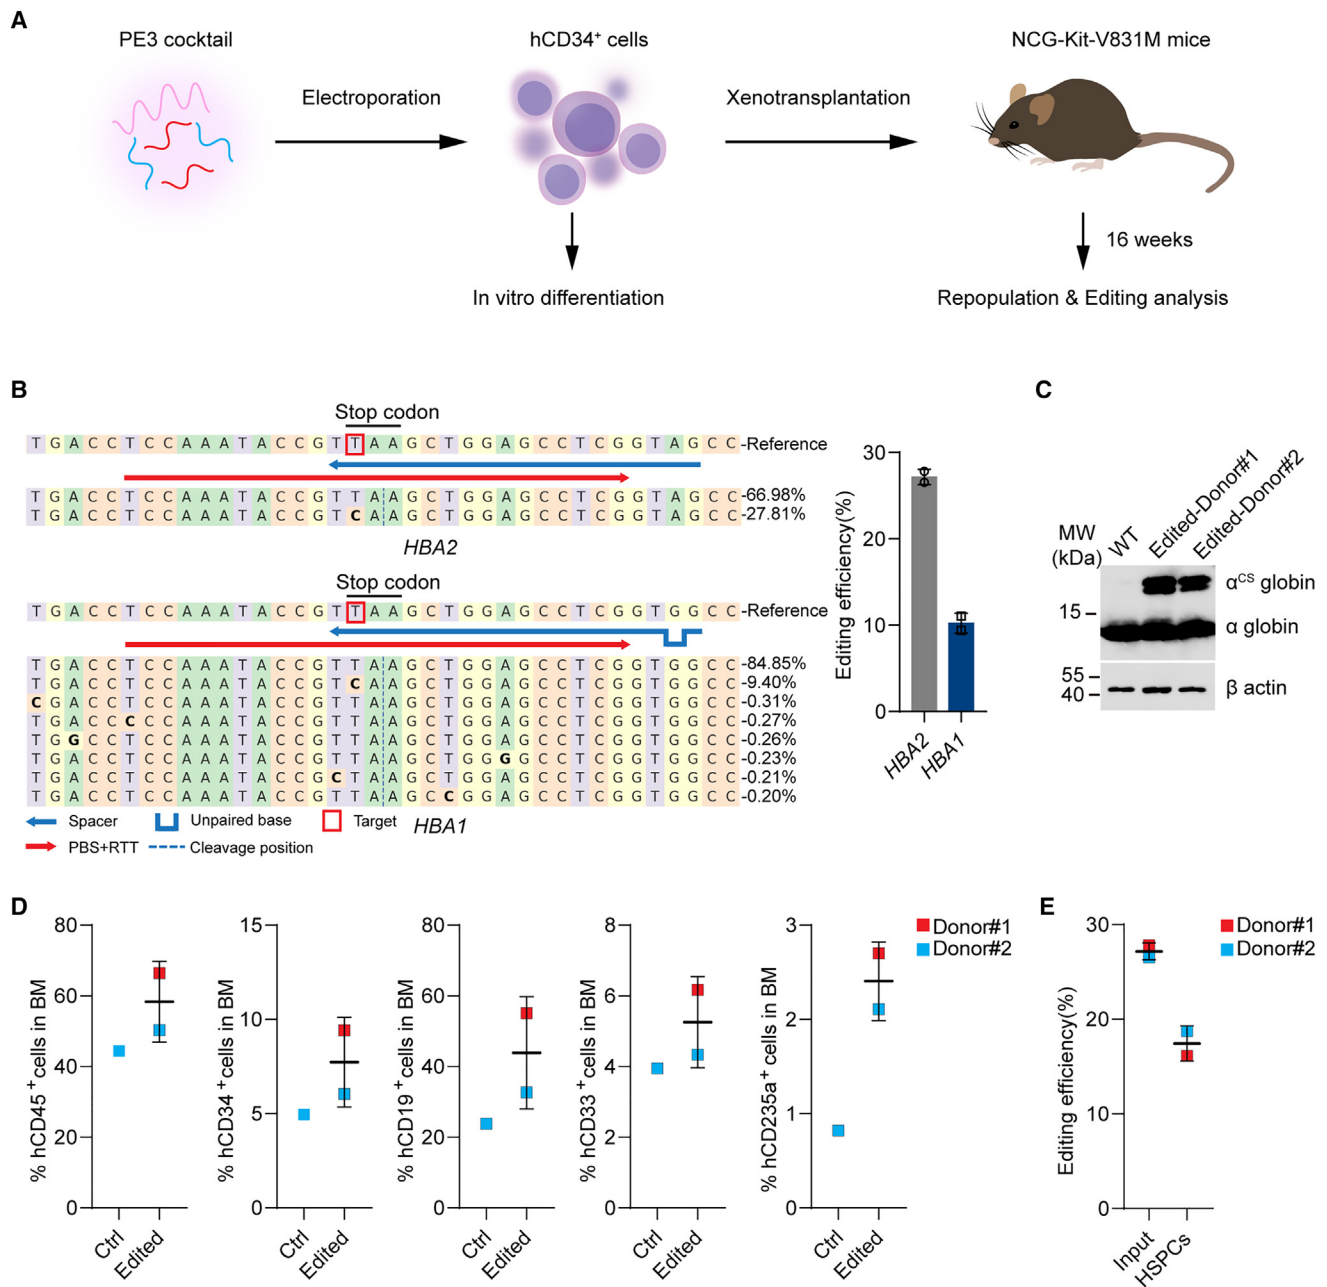 A
PE3 cocktail
hCD34⁺ cells
NCG-Kit-V831M mice
Electroporation
Xenotransplantation
16 weeks
In vitro differentiation
Repopulation & Editing analysis
B
Stop codon
T G A C C T C C A A A T A C C G T T A A G C T G G A G C C T C G G T A G C C -Reference
T G A C C T C C A A A T A C C G T T A A G C T G G A G C C T C G G T A G C C -66.98%
T G A C C T C C A A A T A C C G T C A A G C T G G A G C C T C G G T A G C C -27.81%
HBA2
Stop codon
T G A C C T C C A A A T A C C G T T A A G C T G G A G C C T C G G T G G C C -Reference
T G A C C T C C A A A T A C C G T T A A G C T G G A G C C T C G G T G G C C -84.85%
T G A C C T C C A A A T A C C G T C A A G C T G G A G C C T C G G T G G C C -9.40%
C G A C C T C C A A A T A C C G T T A A G C T G G A G C C T C G G T G G C C -0.31%
T G A C C C C C A A A T A C C G T T A A G C T G G A G C C T C G G T G G C C -0.27%
T G G C C T C C A A A T A C C G T T A A G C T G G A G C C T C G G T G G C C -0.26%
T G A C C T C C A A A T A C C G T T A A G C T G G G G C C T C G G T G G C C -0.23%
T G A C C T C C A A A T A C C G C T A A G C T G G A G C C T C G G T G G C C -0.21%
T G A C C T C C A A A T A C C G T T A A G C C G G A G C C T C G G T G G C C -0.20%
Spacer
Unpaired base
Target
HBA1
PBS+RTT
Cleavage position
Editing efficiency(%)
30
20
10
0
HBA2
HBA1
C
MW
(kDa)
WT
Edited-Donor#1
Edited-Donor#2
αCS globin
15
α globin
55
40
β actin
D
% hCD45⁺cells in BM
80
60
40
20
0
Ctrl
Edited
% hCD34⁺cells in BM
15
10
5
0
Ctrl
Edited
% hCD19⁺cells in BM
80
60
40
20
0
Ctrl
Edited
% hCD33⁺cells in BM
8
6
4
2
0
Ctrl
Edited
% hCD235a⁺ cells in BM
3
2
1
0
Ctrl
Edited
Donor#1
Donor#2
E
Editing efficiency(%)
30
20
10
0
Input
HSPCs
Donor#1
Donor#2